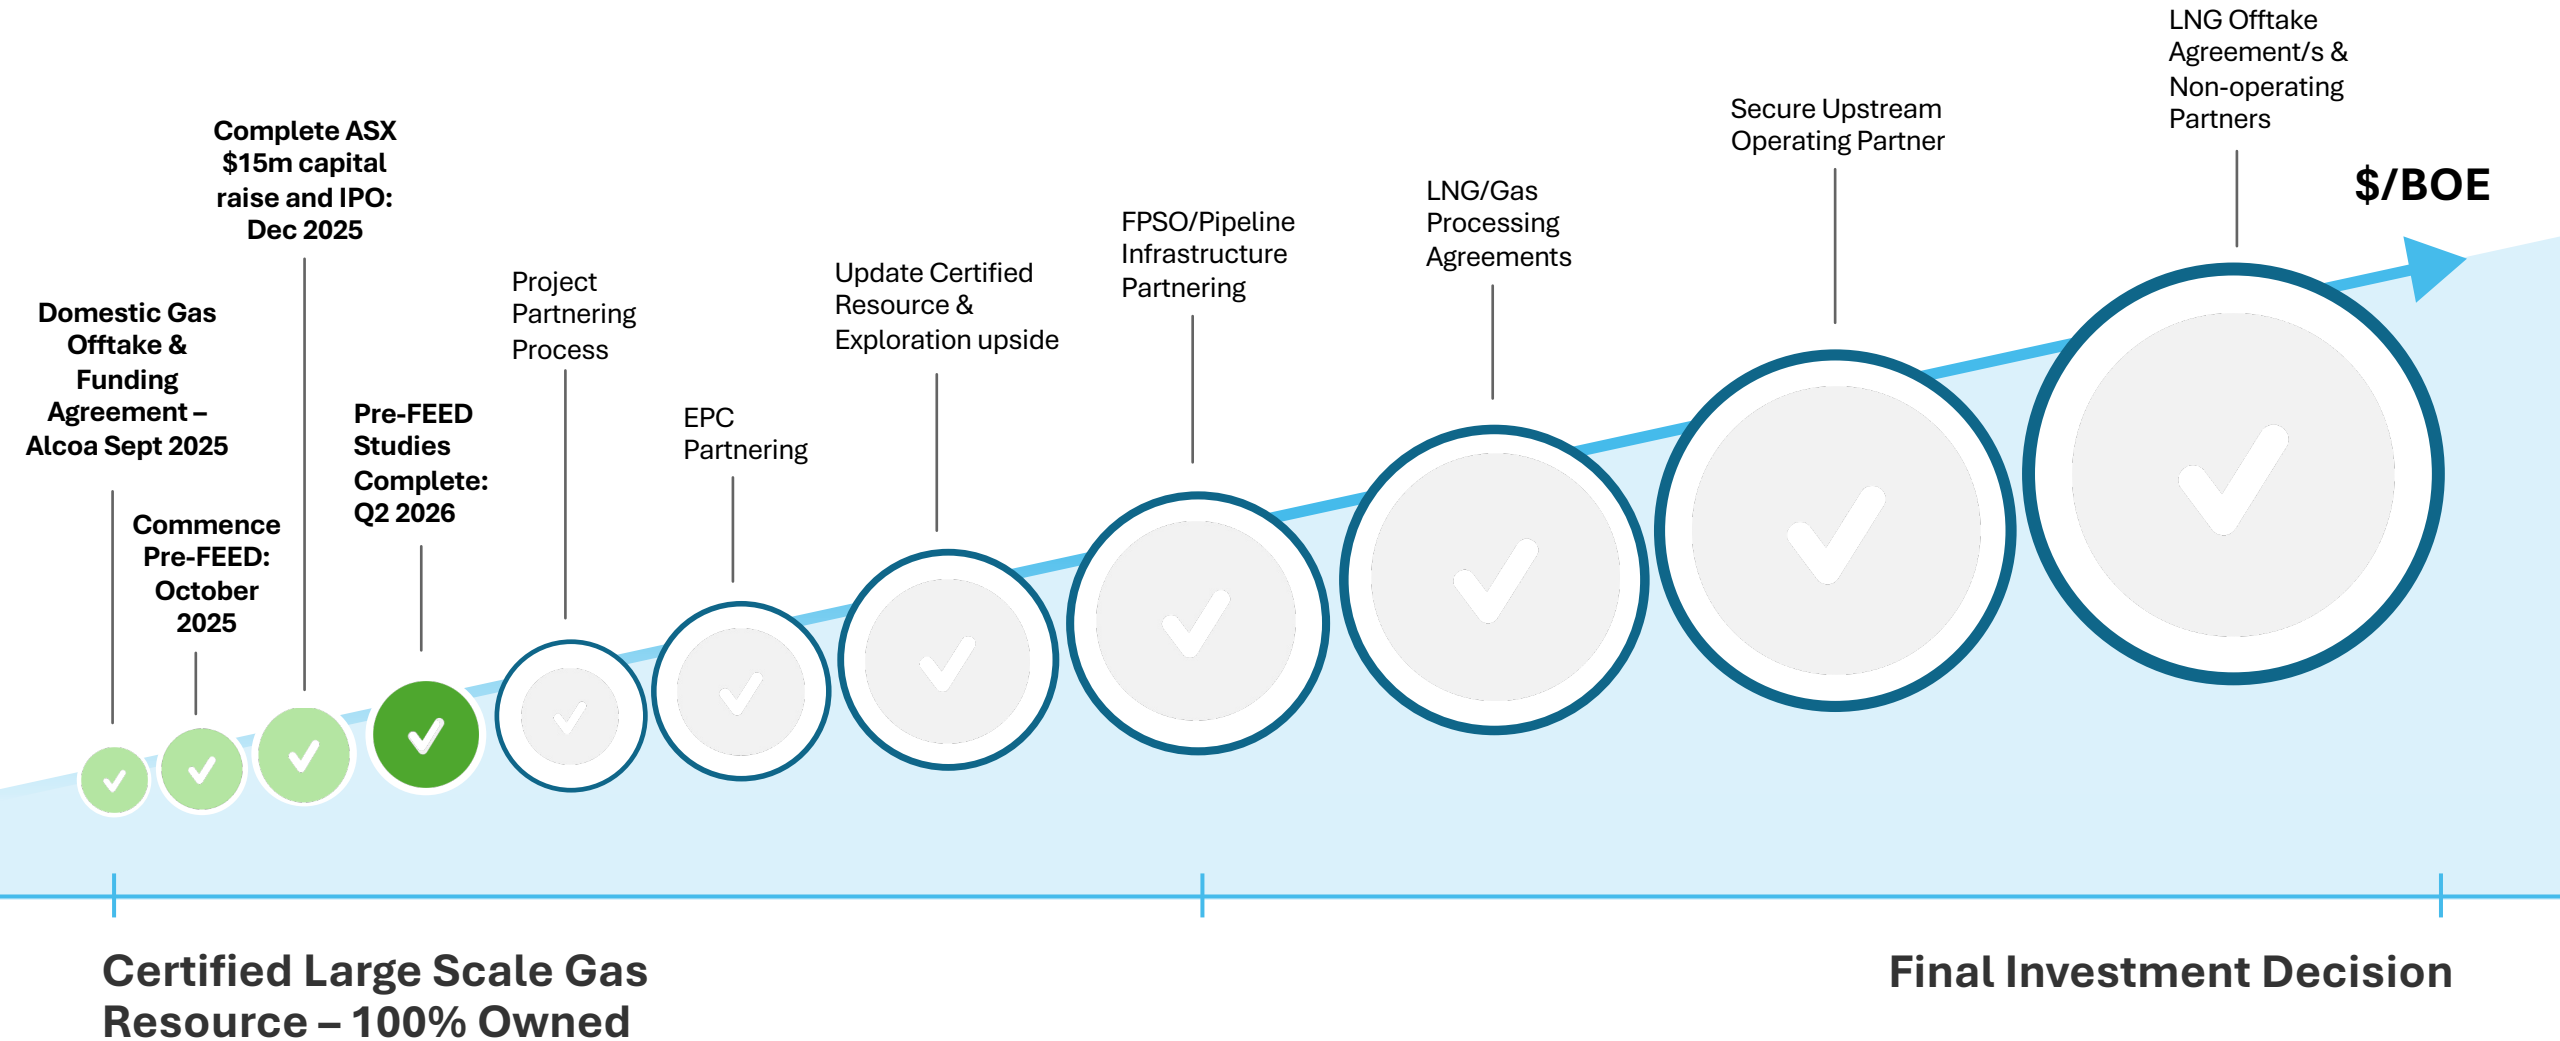 Domestic Gas
Offtake &
Funding
Agreement –
Alcoa Sept 2025
Commence
Pre-FEED:
October
2025
Complete ASX
$15m capital
raise and IPO:
Dec 2025
Pre-FEED
Studies
Complete:
Q2 2026
Project
Partnering
Process
EPC
Partnering
Update Certified
Resource &
Exploration upside
FPSO/Pipeline
Infrastructure
Partnering
LNG/Gas
Processing
Agreements
Secure Upstream
Operating Partner
LNG Offtake
Agreement/s &
Non-operating
Partners
$/BOE
Certified Large Scale Gas
Resource – 100% Owned
Final Investment Decision